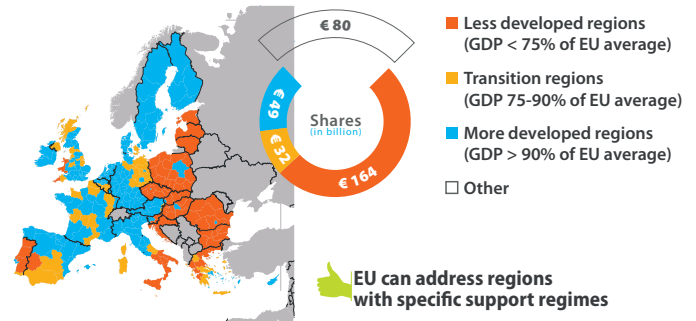 € 80
€ 49
Shares
(in billion)
€ 32
€ 164
Less developed regions
(GDP < 75% of EU average)
Transition regions
(GDP 75-90% of EU average)
More developed regions
(GDP > 90% of EU average)
Other
EU can address regions
with specific support regimes